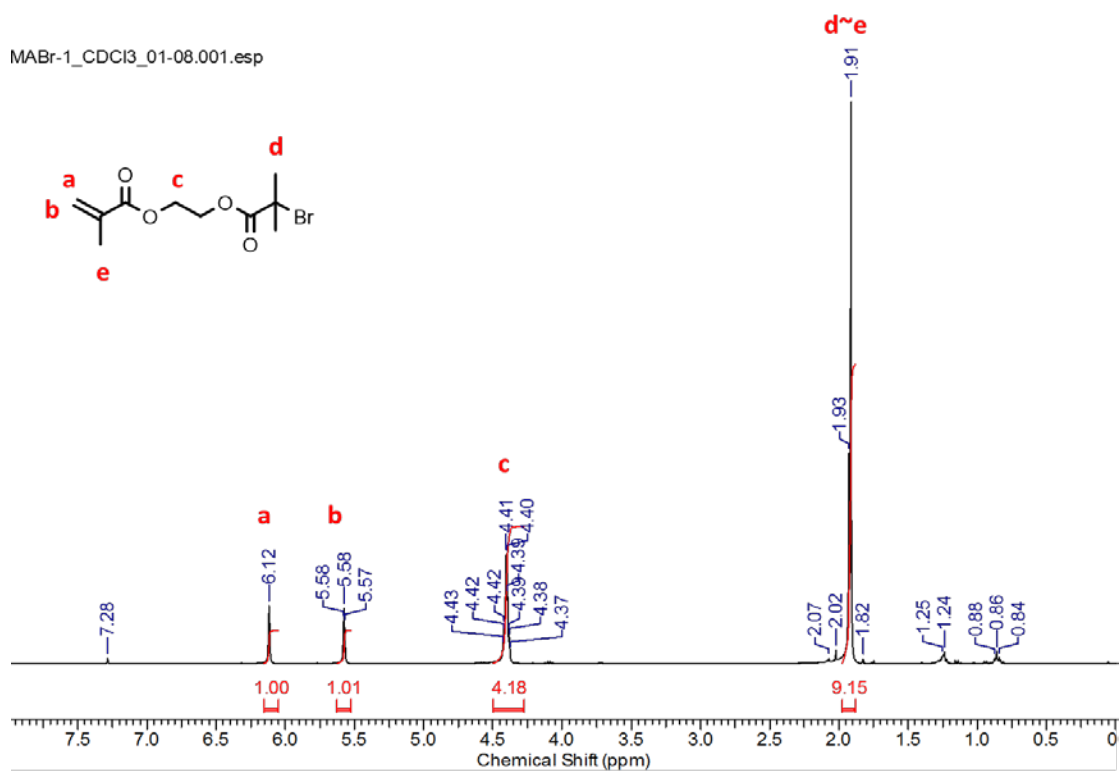 d~e
MABr-1_CDCl3_01-08.001.esp
1.91
d
a
O
c
b
O
O
Br
O
e
1.93
c
4.41
4.40
a
b
6.12
5.58
5.58
5.57
4.43
4.42
4.42
4.39
4.39
4.38
4.37
7.28
2.07
2.02
1.82
1.25
1.24
0.88
0.86
0.84
1.00
1.01
4.18
9.15
7.5 7.0 6.5 6.0 5.5 5.0 4.5 4.0 3.5 3.0 2.5 2.0 1.5 1.0 0.5 0
Chemical Shift (ppm)